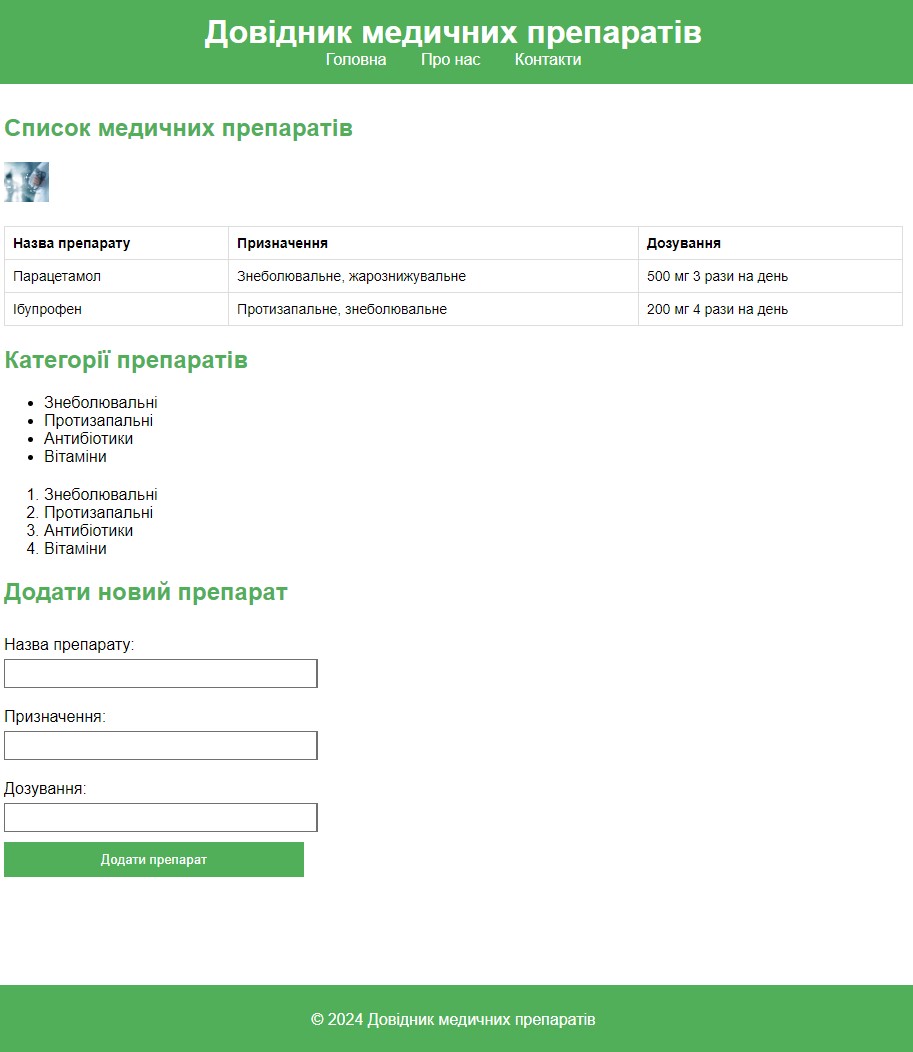 Довідник медичних препаратів
Головна Про нас Контакти
Список медичних препаратів
Назва препарату Призначення Дозування
Парацетамол Знеболювальне, жарознижувальне 500 мг 3 рази на день
Ібупрофен Протизапальне, знеболювальне 200 мг 4 рази на день
Категорії препаратів
• Знеболювальні
• Протизапальні
• Антибіотики
• Вітаміни
1. Знеболювальні
2. Протизапальні
3. Антибіотики
4. Вітаміни
Додати новий препарат
Назва препарату:
Призначення:
Дозування:
Додати препарат
© 2024 Довідник медичних препаратів